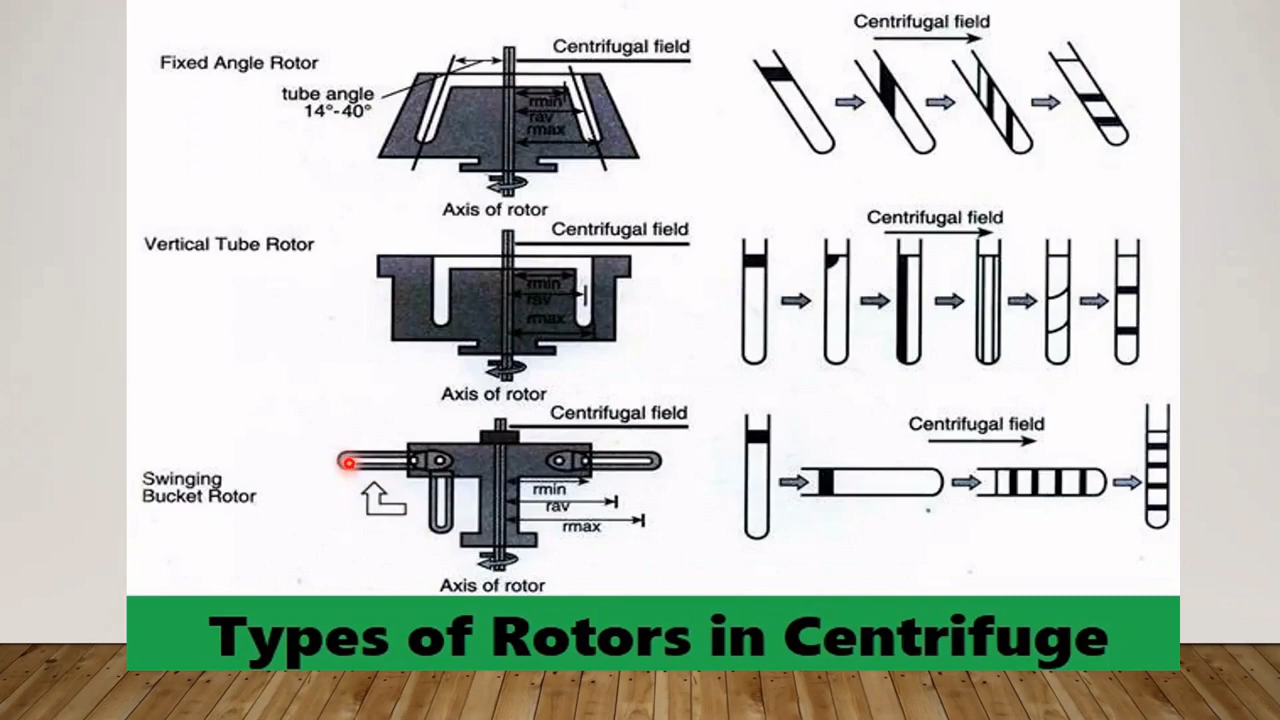 Centrifugal field
Fixed Angle Rotor
Centrifugal field
tube angle
14°-40°
rmin
rav
rmax
Axis of rotor
Centrifugal field
Vertical Tube Rotor
Centrifugal field
rmin
rav
rmax
Axis of rotor
Centrifugal field
Centrifugal field
Swinging
Bucket Rotor
rmin
rav
rmax
Axis of rotor
Types of Rotors in Centrifuge